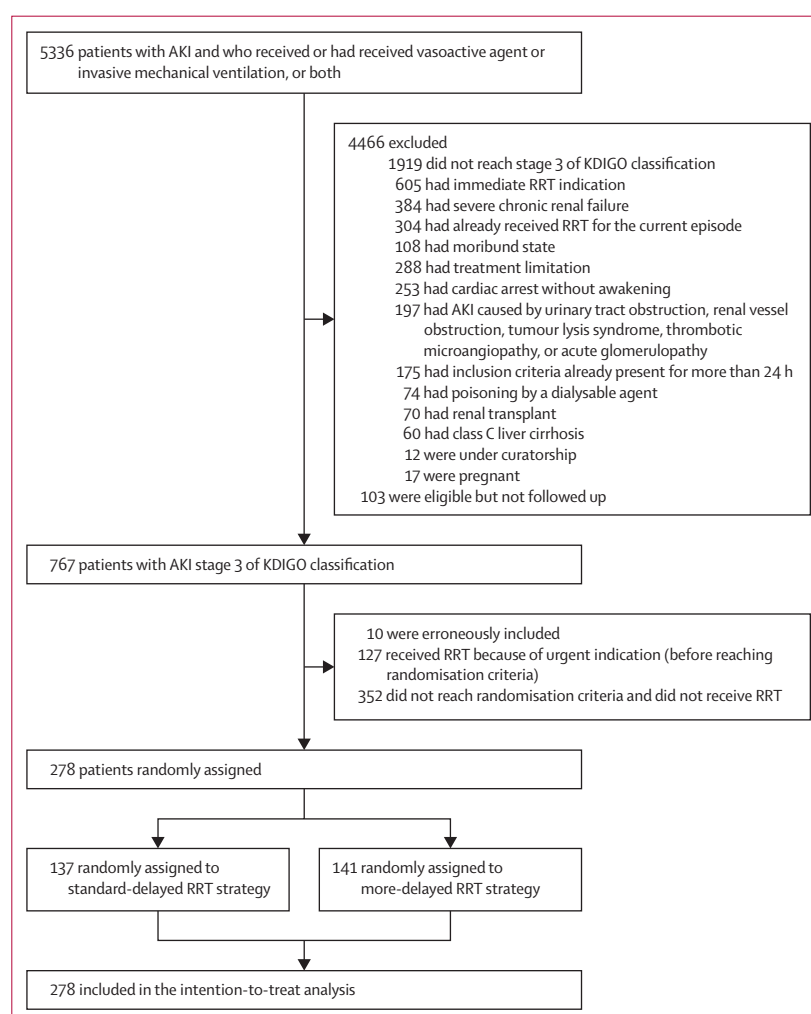 5336 patients with AKI and who received or had received vasoactive agent or
invasive mechanical ventilation, or both
4466 excluded
1919 did not reach stage 3 of KDIGO classification
605 had immediate RRT indication
384 had severe chronic renal failure
304 had already received RRT for the current episode
108 had moribund state
288 had treatment limitation
253 had cardiac arrest without awakening
197 had AKI caused by urinary tract obstruction, renal vessel
obstruction, tumour lysis syndrome, thrombotic
microangiopathy, or acute glomerulopathy
175 had inclusion criteria already present for more than 24 h
74 had poisoning by a dialysable agent
70 had renal transplant
60 had class C liver cirrhosis
12 were under curatorship
17 were pregnant
103 were eligible but not followed up
767 patients with AKI stage 3 of KDIGO classification
10 were erroneously included
127 received RRT because of urgent indication (before reaching
randomisation criteria)
352 did not reach randomisation criteria and did not receive RRT
278 patients randomly assigned
137 randomly assigned to
standard-delayed RRT strategy
141 randomly assigned to
more-delayed RRT strategy
278 included in the intention-to-treat analysis